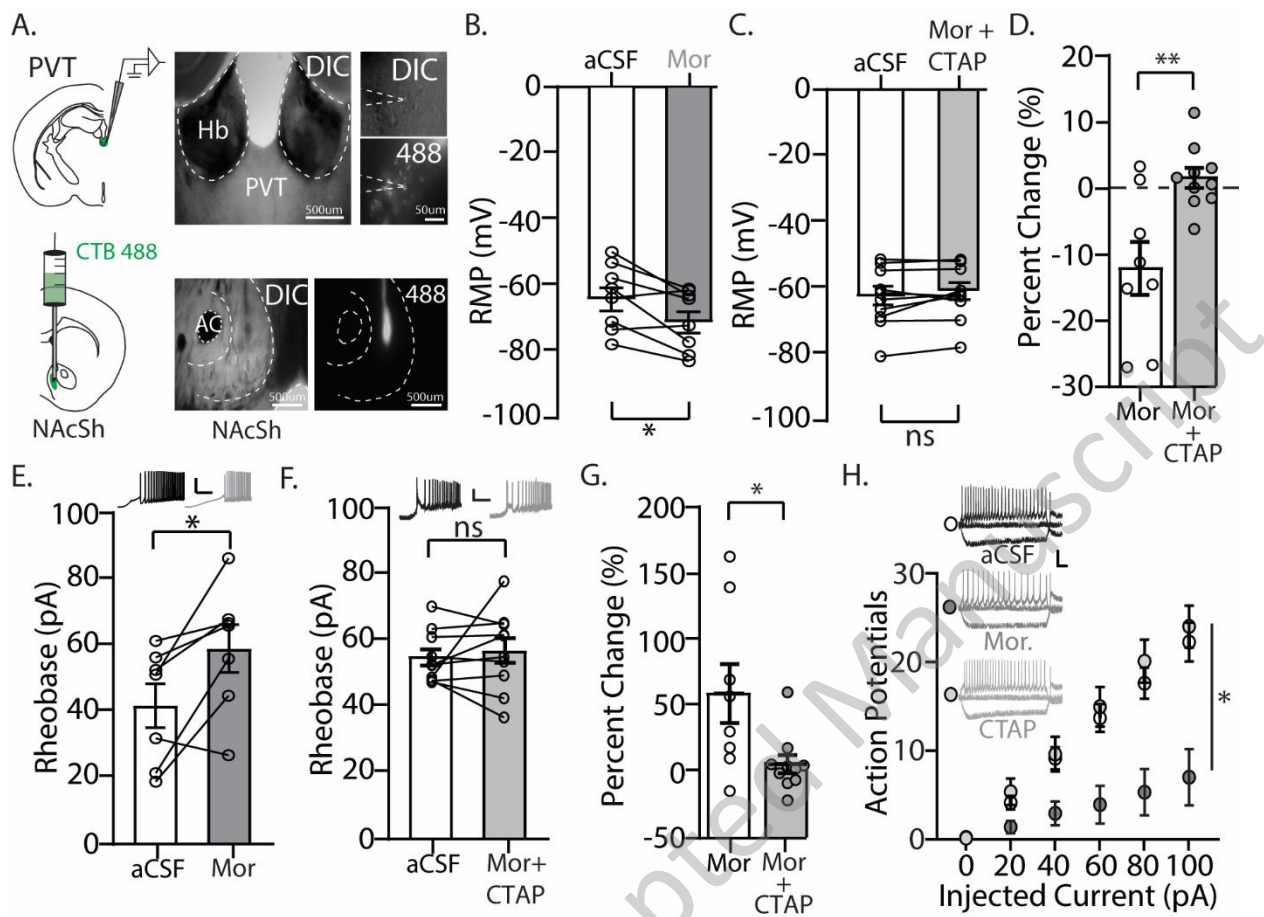 A.
PVT
DIC
Hb
PVT
500um
DIC
488
50um
CTB 488
NAcSh
DIC
AC
500um
488
500um
NAcSh
B.
aCSF Mor
0
-20
-40
-60
-80
-100
RMP (mV)
*
C.
aCSF Mor +
CTAP
0
-20
-40
-60
-80
-100
RMP (mV)
ns
D.
**
20
10
0
-10
-20
-30
Percent Change (%)
Mor Mor
+
CTAP
E.
*
100
80
60
40
20
0
Rheobase (pA)
aCSF Mor
F.
ns
100
80
60
40
20
0
Rheobase (pA)
aCSF Mor+
CTAP
G.
*
200
150
100
50
0
-50
Percent Change (%)
Mor Mor
+
CTAP
H.
aCSF
Mor.
CTAP
30
20
10
0
Action Potentials
*
0 20 40 60 80 100
Injected Current (pA)
pted Manuscript